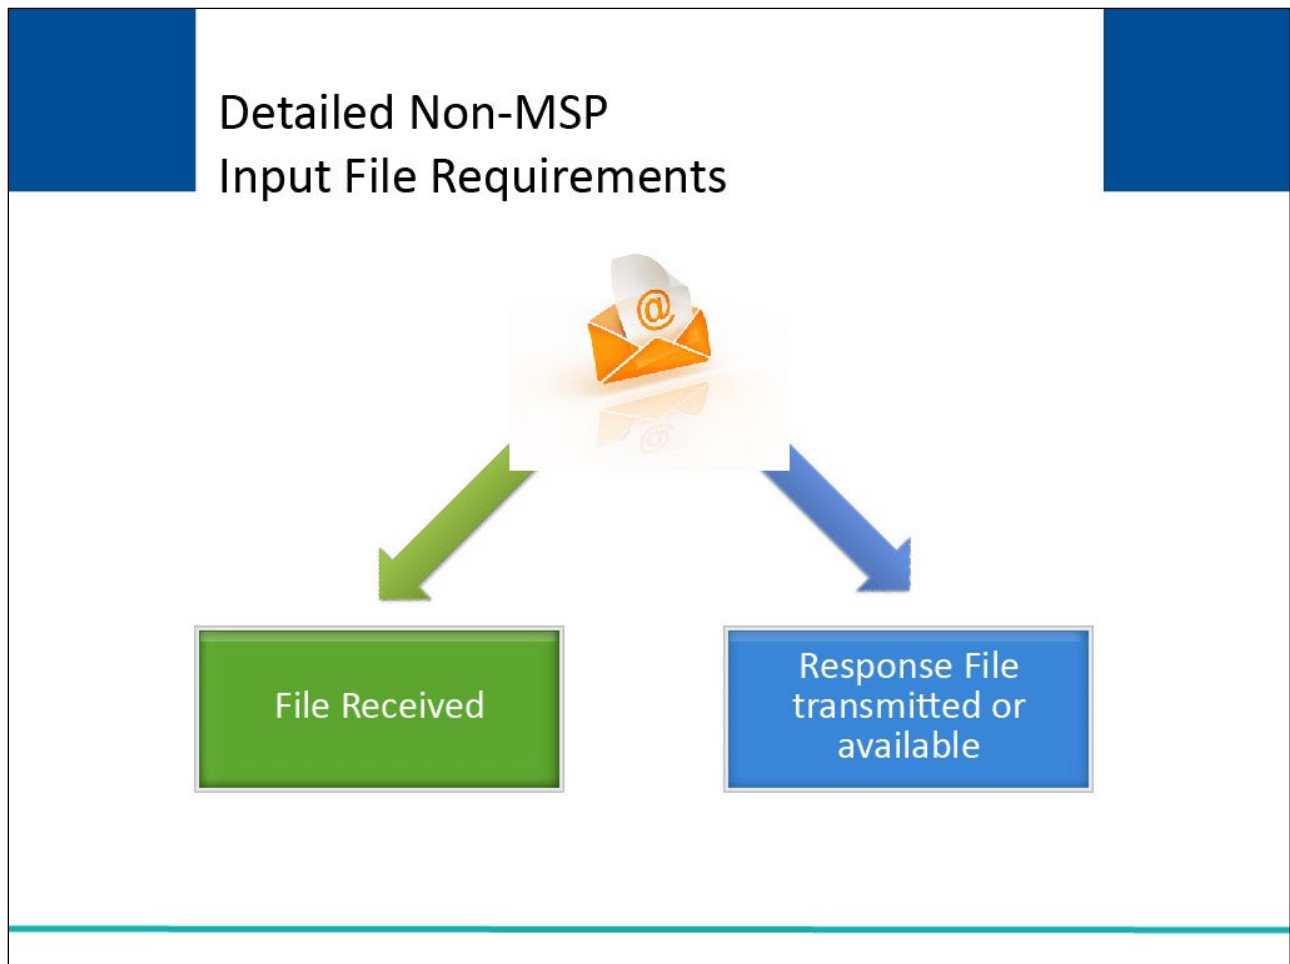 Detailed Non-MSP
Input File Requirements
@
File Received
Response File
transmitted or
available